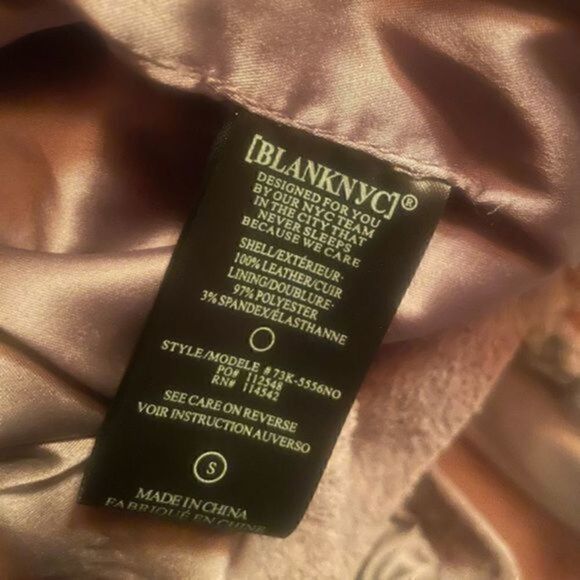 [BLANKNYC]®
DESIGNED FOR YOU
BY OUR NYC TEAM
IN THE CITY THAT
NEVER SLEEPS
BECAUSE WE CARE
SHELL/EXTÉRIEUR:
100% LEATHER/CUIR
LINING/DOUBLURE:
97% POLYESTER
3% SPANDEX/ÉLASTHANNE
STYLE/MODELE # 73K-5556NO
PO# 112548
RN# 114542
SEE CARE ON REVERSE
VOIR INSTRUCTION AUVERSO
S
MADE IN CHINA
FABRIQUÉ EN CHINE